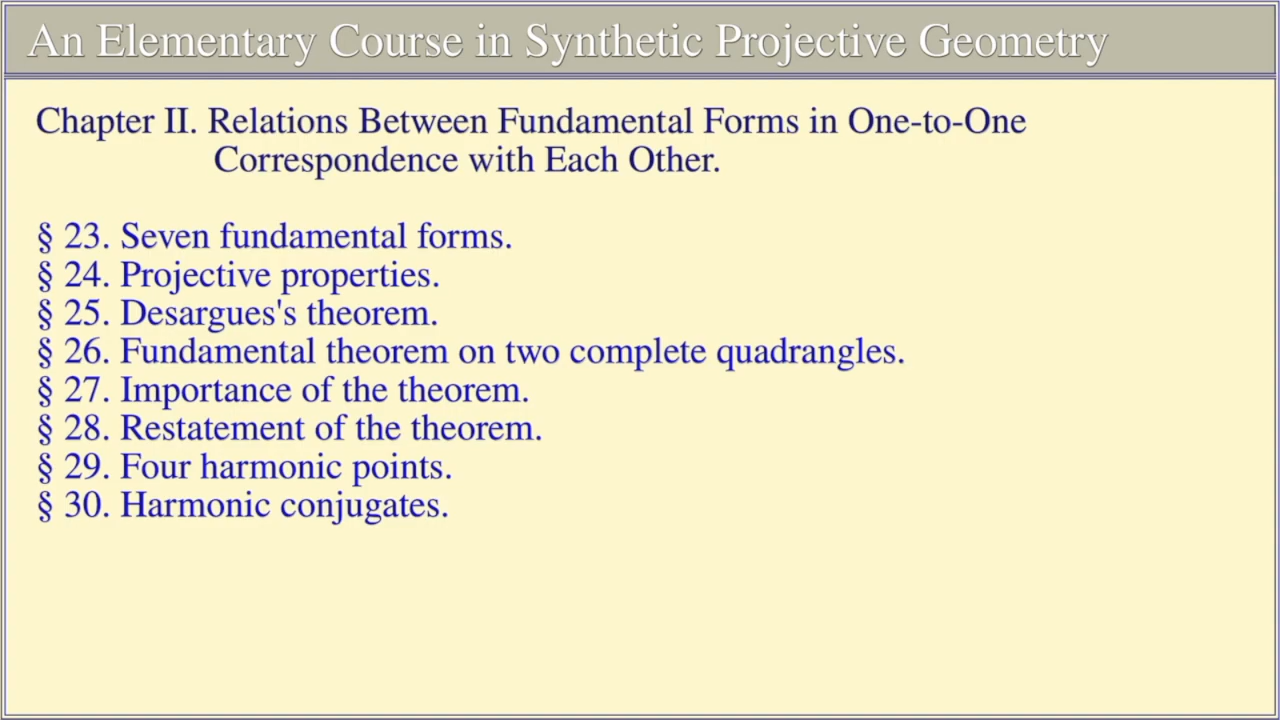 An Elementary Course in Synthetic Projective Geometry
Chapter II. Relations Between Fundamental Forms in One-to-One
Correspondence with Each Other.
§ 23. Seven fundamental forms.
§ 24. Projective properties.
§ 25. Desargues's theorem.
§ 26. Fundamental theorem on two complete quadrangles.
§ 27. Importance of the theorem.
§ 28. Restatement of the theorem.
§ 29. Four harmonic points.
§ 30. Harmonic conjugates.